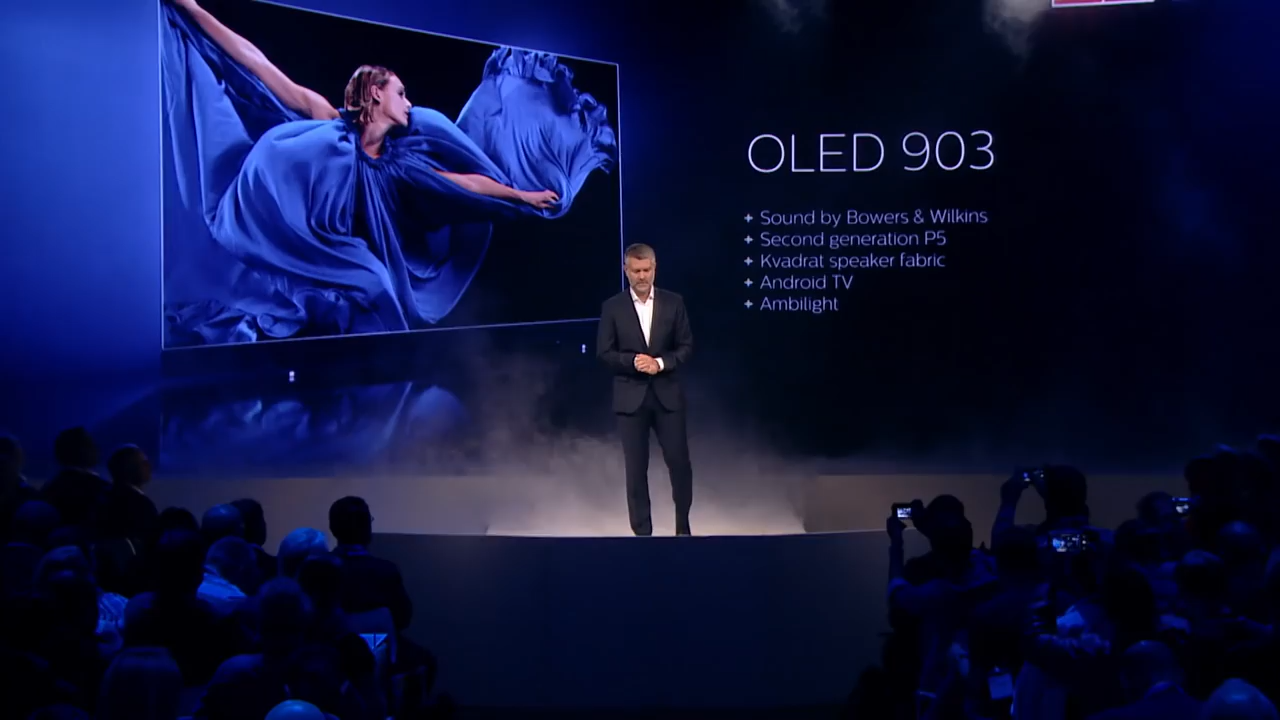 OLED 903
+ Sound by Bowers & Wilkins
+ Second generation P5
+ Kvadrat speaker fabric
+ Android TV
+ Ambilight